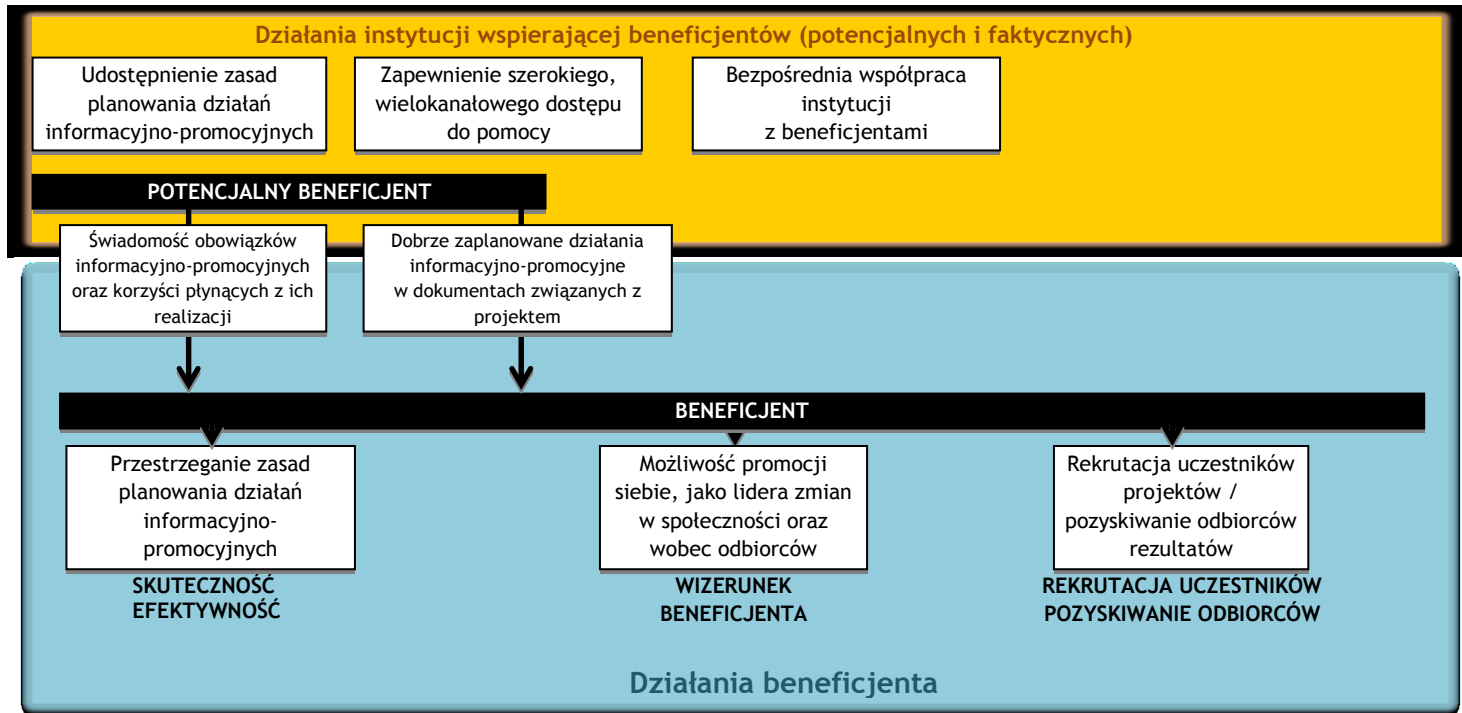 Działania instytucji wspierającej beneficjentów (potencjalnych i faktycznych)
Udostępnienie zasad
planowania działań
informacyjno-promocyjnych
Zapewnienie szerokiego,
wielokanałowego dostępu
do pomocy
Bezpośrednia współpraca
instytucji
z beneficjentami
POTENCJALNY BENEFICJENT
Świadomość obowiązków
informacyjno-promocyjnych
oraz korzyści płynących z ich
realizacji
Dobrze zaplanowane działania
informacyjno-promocyjne
w dokumentach związanych z
projektem
BENEFICJENT
Przestrzeganie zasad
planowania działań
informacyjno-
promocyjnych
SKUTECZNOŚĆ
EFEKTYWNOŚĆ
Możliwość promocji
siebie, jako lidera zmian
w społeczności oraz
wobec odbiorców
WIZERUNEK
BENEFICJENTA
Rekrutacja uczestników
projektów /
pozyskiwanie odbiorców
rezultatów
REKRUTACJA UCZESTNIKÓW
POZYSKIWANIE ODBIORCÓW
Działania beneficjenta